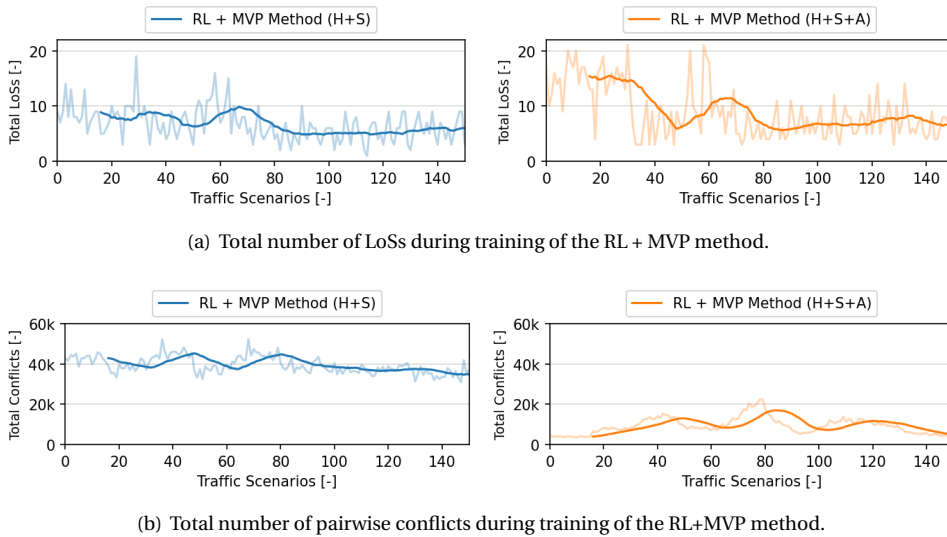 RL + MVP Method (H+S)
RL + MVP Method (H+S+A)
Total LoSs [-]
20
10
0
0 20 40 60 80 100 120 140
Traffic Scenarios [-]
Total LoSs [-]
20
10
0
0 20 40 60 80 100 120 140
Traffic Scenarios [-]
(a) Total number of LoSs during training of the RL + MVP method.
RL + MVP Method (H+S)
RL + MVP Method (H+S+A)
Total Conflicts [-]
60k
40k
20k
0
0 20 40 60 80 100 120 140
Traffic Scenarios [-]
Total Conflicts [-]
60k
40k
20k
0
0 20 40 60 80 100 120 140
Traffic Scenarios [-]
(b) Total number of pairwise conflicts during training of the RL+MVP method.